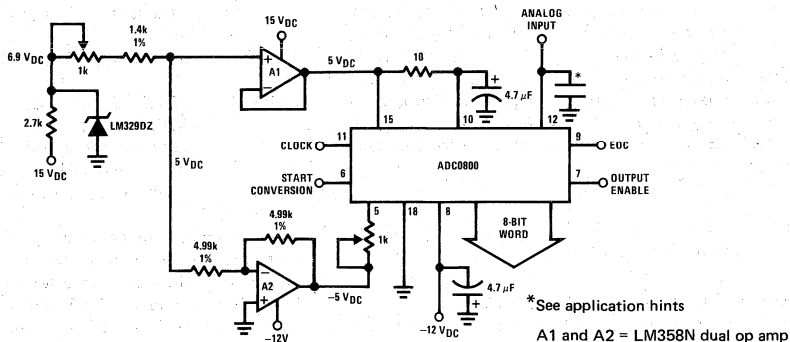 ANALOG
INPUT
15 VDC
1.4k
1%
6.9 VDC
1k
A1
5 VDC
10
4.7 µF
*
2.7k
LM329DZ
15 VDC
15
10
12
CLOCK
11
ADC0800
9
EOC
START
CONVERSION
6
7
OUTPUT
ENABLE
5 VDC
5
18
8
8-BIT
WORD
4.99k
1%
4.99k
1%
1k
A2
−5 VDC
4.7 µF
−12V
−12 VDC
*See application hints
A1 and A2 = LM358N dual op amp